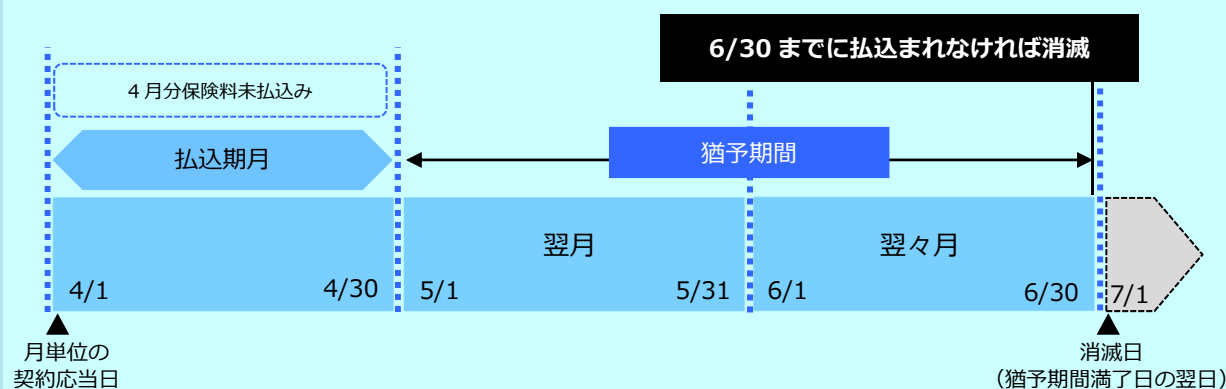 6/30 までに払込まれなければ消滅
4 月分保険料未払込み
払込期月
猶予期間
翌月
翌々月
4/1
4/30
5/1
5/31
6/1
6/30
7/1
月単位の
契約応当日
消滅日
（猶予期間満了日の翌日）